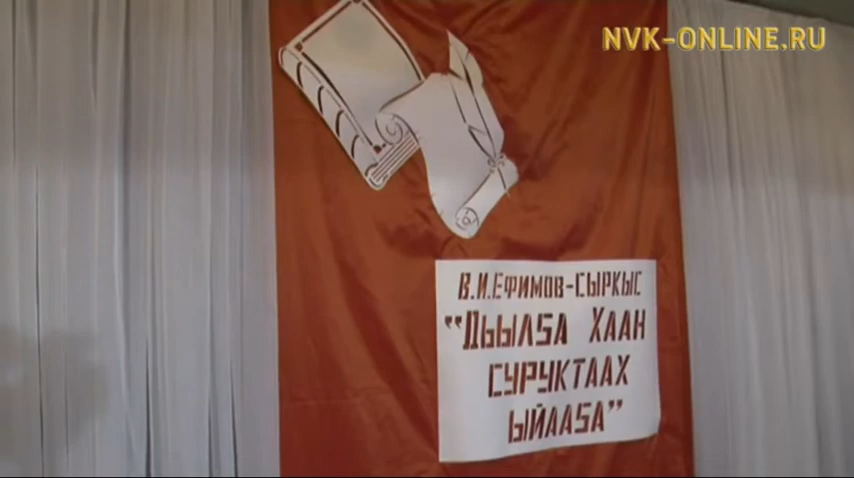 NVK-ONLINE.RU
В.И.ЕФИМОВ-СЫРКЫС
"ДЬЫЛҔА ХААН
СУРУКТААХ
ЫЙААҔА"